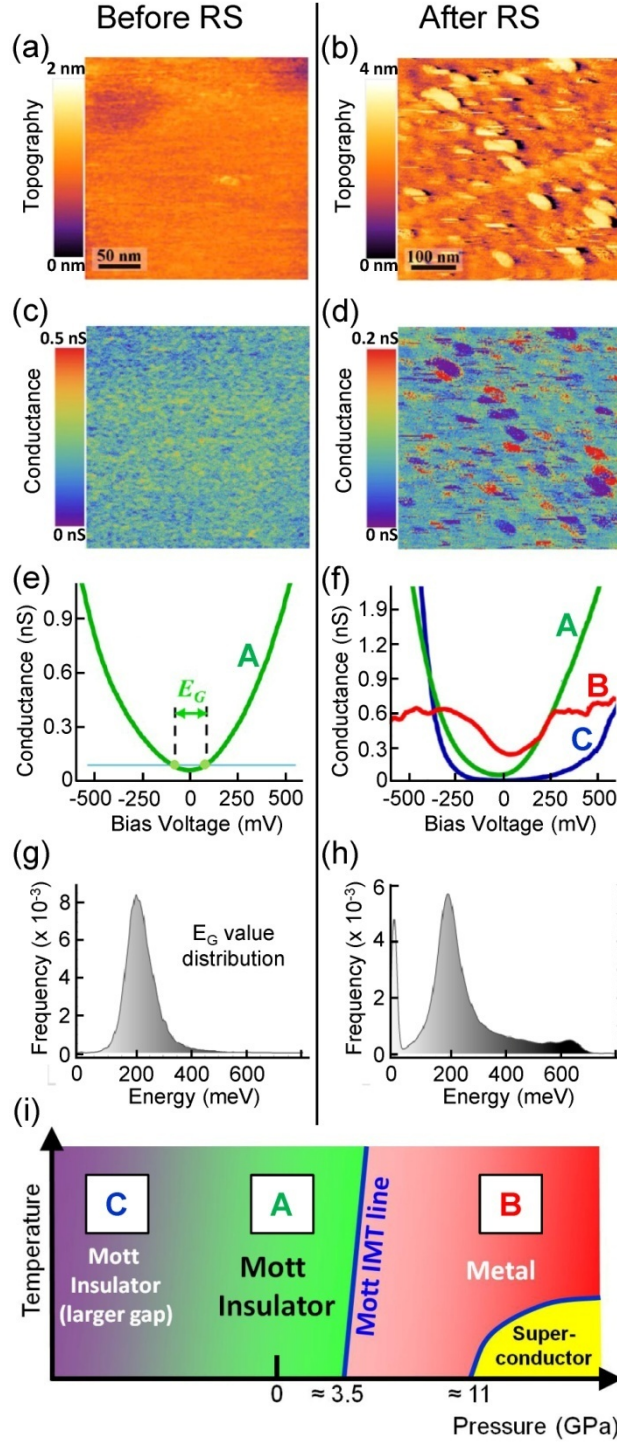 Before RS
After RS
(a)
2 nm
Topography
0 nm
50 nm
(b)
4 nm
Topography
0 nm
100 nm
(c)
0.5 nS
Conductance
0 nS
(d)
0.2 nS
Conductance
0 nS
(e)
Conductance (nS)
0.9
0.6
0.3
0
E_G
A
-500 -250 0 250 500
Bias Voltage (mV)
(f)
Conductance (nS)
1.9
1.2
0.6
0.3
0
A
B
C
-500 -250 0 250 500
Bias Voltage (mV)
(g)
Frequency (x 10⁻³)
8
6
4
2
0
E_G value
distribution
200 400 600
Energy (meV)
(h)
Frequency (x 10⁻³)
6
4
2
0
0 200 400 600
Energy (meV)
(i)
Temperature
C
Mott
Insulator
(larger gap)
A
Mott
Insulator
Mott IMT line
B
Metal
Super-
conductor
0 ≈ 3.5 ≈ 11
Pressure (GPa)